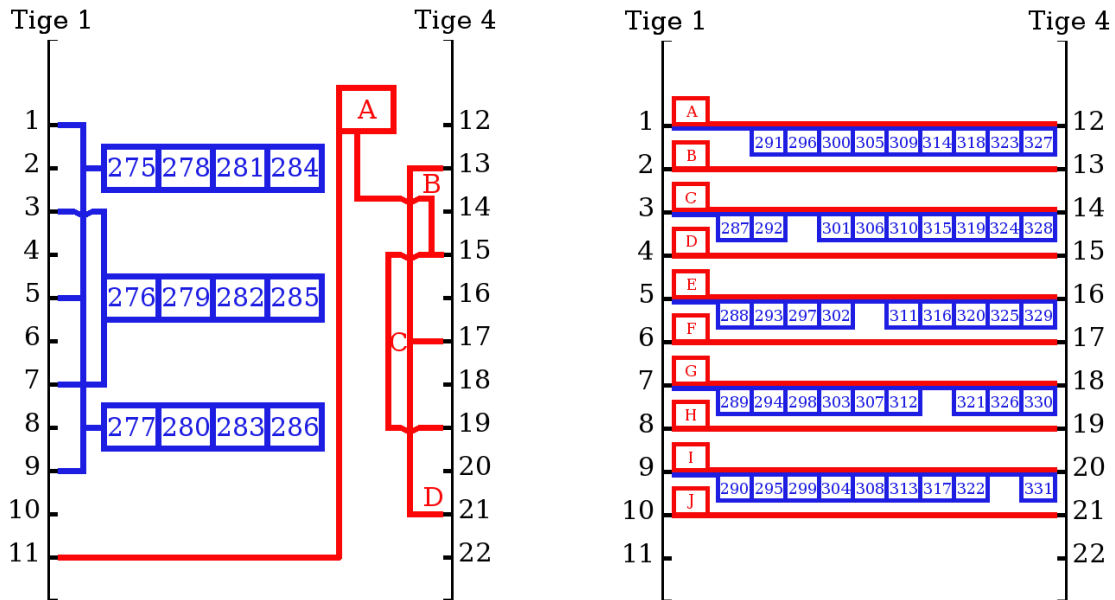 Tige 1 Tige 4
A
1 12
2 275 278 281 284 13
B
3 14
4 15
5 276 279 282 285 16
6 C 17
7 18
8 277 280 283 286 19
9 20
D
10 21
11 22
Tige 1 Tige 4
A
1 12
291 296 300 305 309 314 318 323 327
B
2 13
C
3 14
287 292 301 306 310 315 319 324 328
D
4 15
E
5 16
288 293 297 302 311 316 320 325 329
F
6 17
G
7 18
289 294 298 303 307 312 321 326 330
H
8 19
I
9 20
290 295 299 304 308 313 317 322 331
J
10 21
11 22